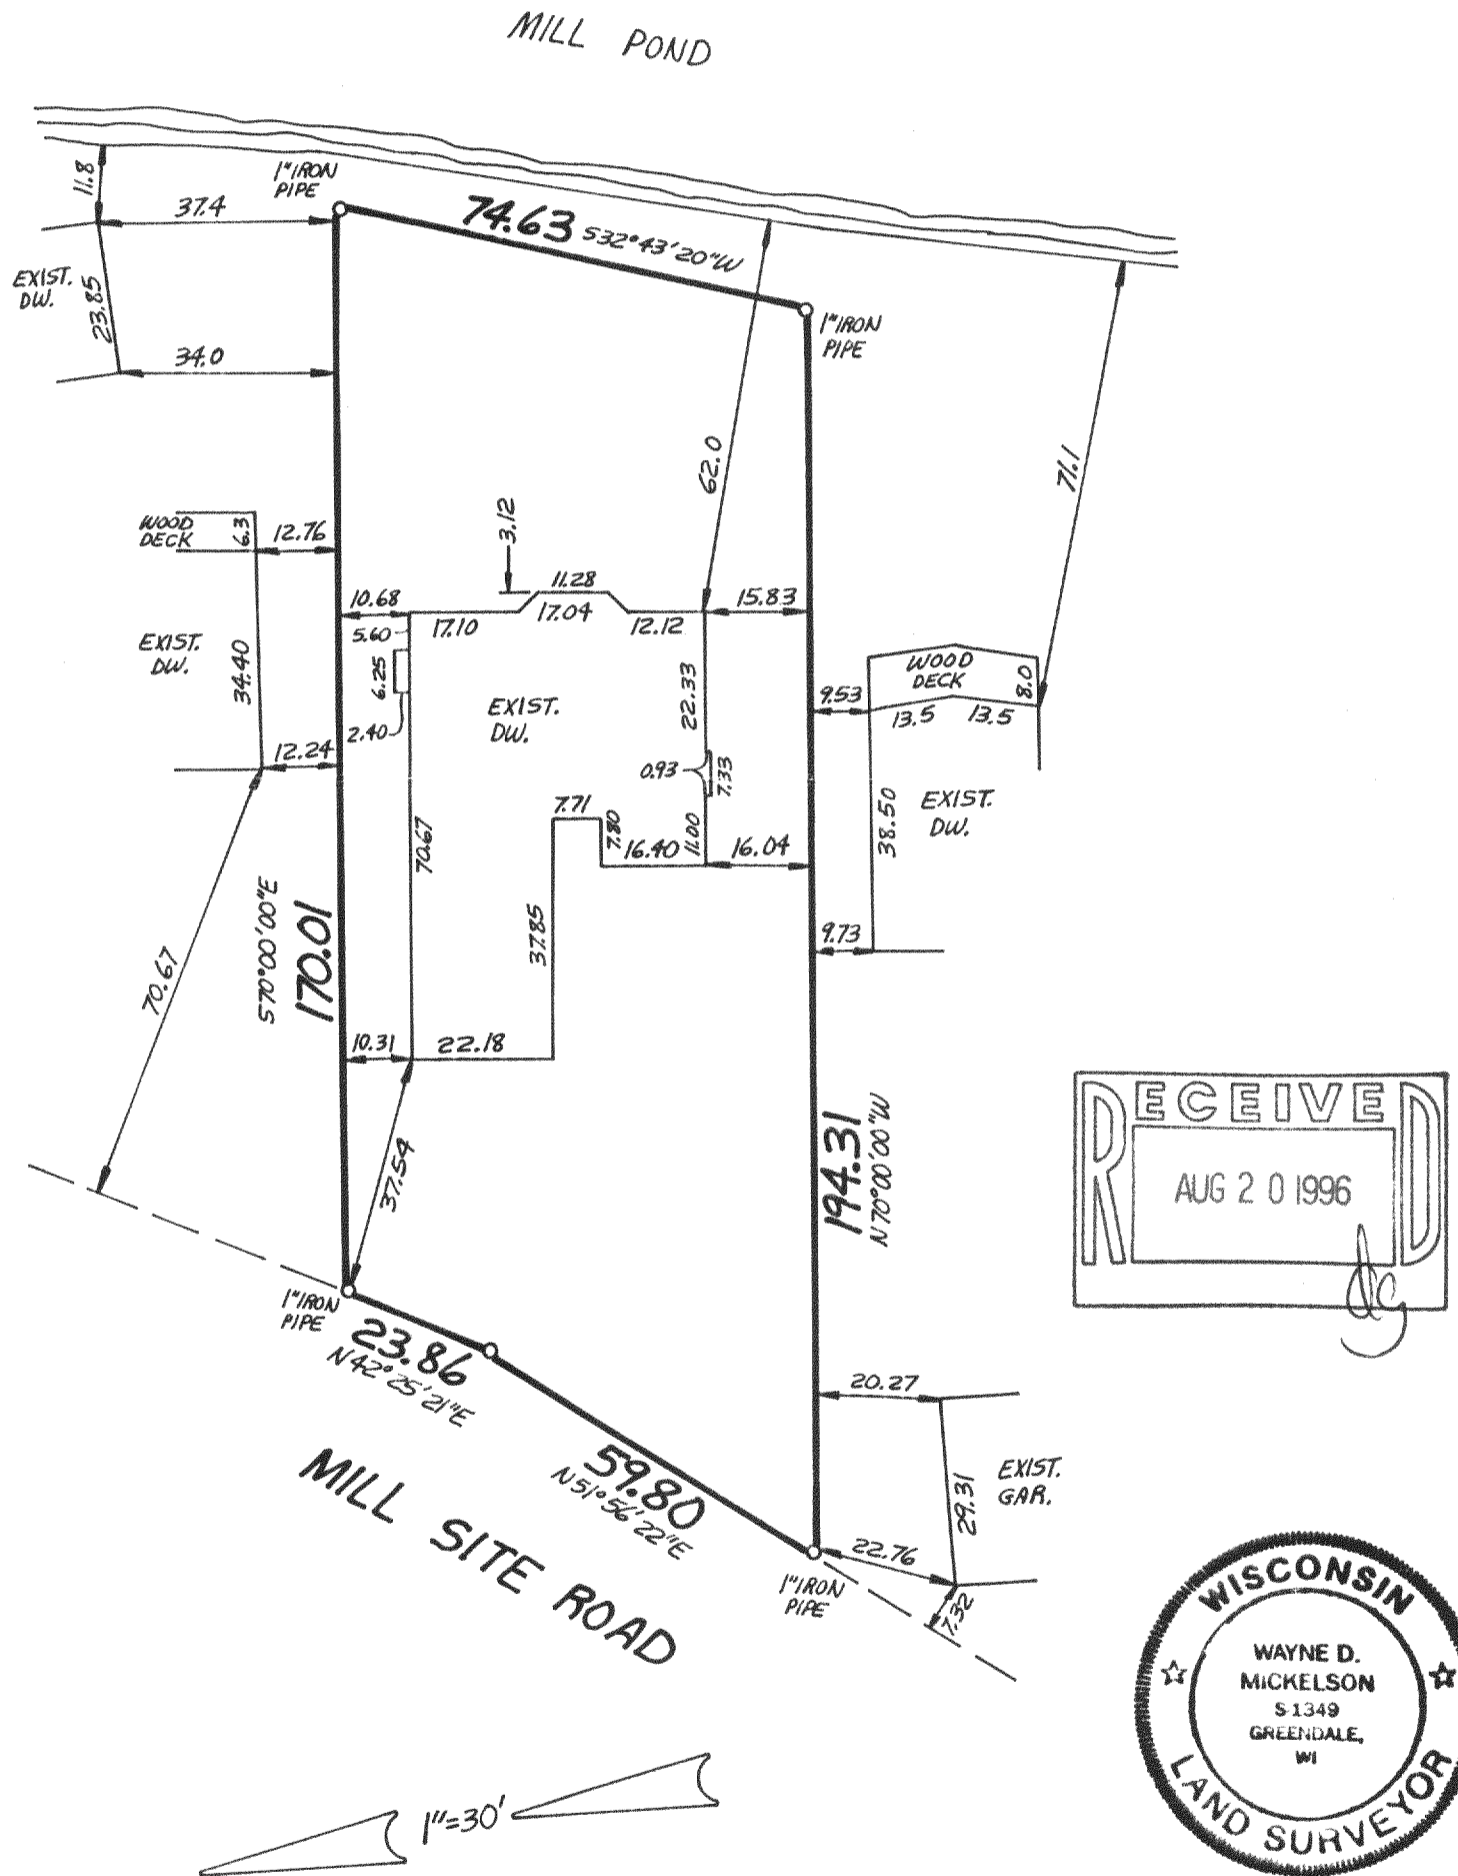 MILL POND
11.8
1" IRON
PIPE
37.4
74.63 S32°43'20"W
EXIST.
DW.
23.85
34.0
1" IRON
PIPE
62.0
71.1
WOOD
DECK
6.3
12.76
3.12
11.28
10.68
17.10
17.04
12.12
15.83
5.60
6.25
2.40
EXIST.
DW.
34.40
12.24
EXIST.
DW.
22.33
0.93
7.33
9.53
WOOD
DECK
8.0
13.5
13.5
7.71
7.80
16.40
11.00
16.04
70.67
38.50
EXIST.
DW.
37.85
9.73
S70°00'00"E
170.01
70.67
10.31
22.18
37.54
194.31
N70°00'00"W
RECEIVED
AUG 20 1996
dg
1" IRON
PIPE
23.86
N42°25'21"E
59.80
N51°56'22"E
MILL SITE ROAD
20.27
29.31
EXIST.
GAR.
22.76
7.32
1" IRON
PIPE
1"=30'
WISCONSIN
WAYNE D.
MICKELSON
S-1349
GREENDALE,
WI
LAND SURVEYOR